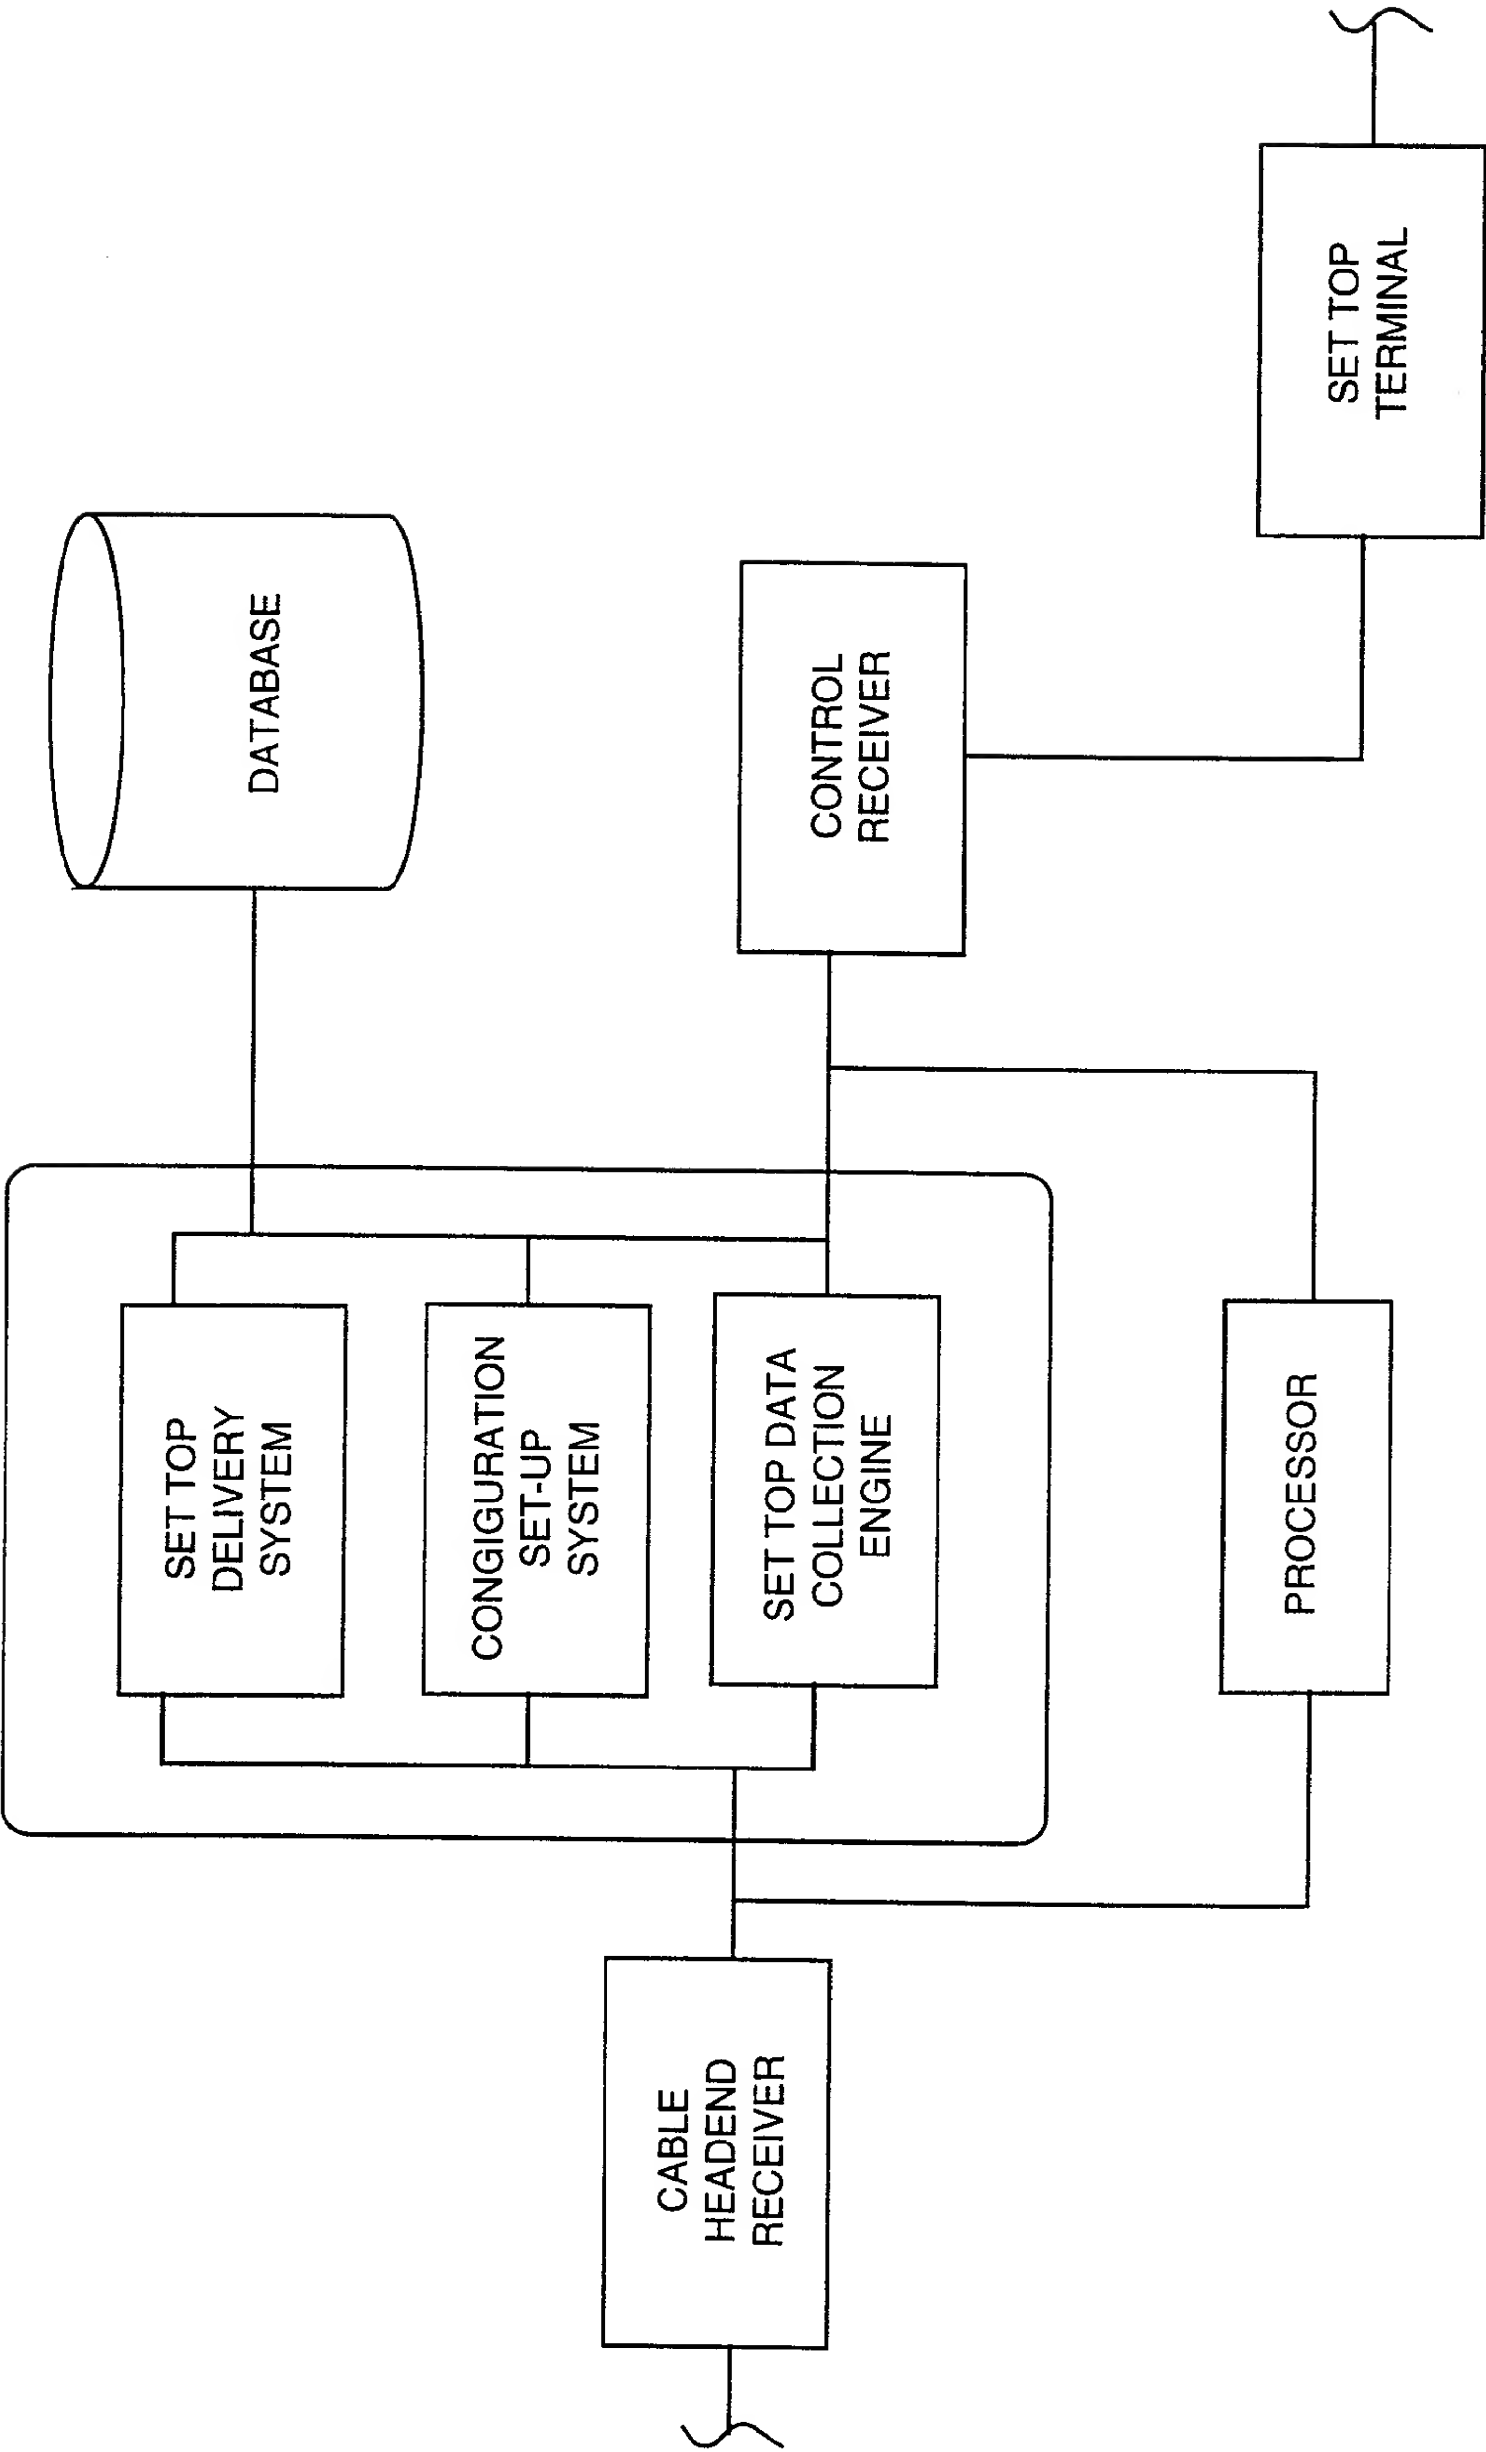 DATABASE
SET TOP
DELIVERY
SYSTEM
CONGIGURATION
SET-UP
SYSTEM
SET TOP DATA
COLLECTION
ENGINE
CABLE
HEADEND
RECEIVER
CONTROL
RECEIVER
PROCESSOR
SET TOP
TERMINAL